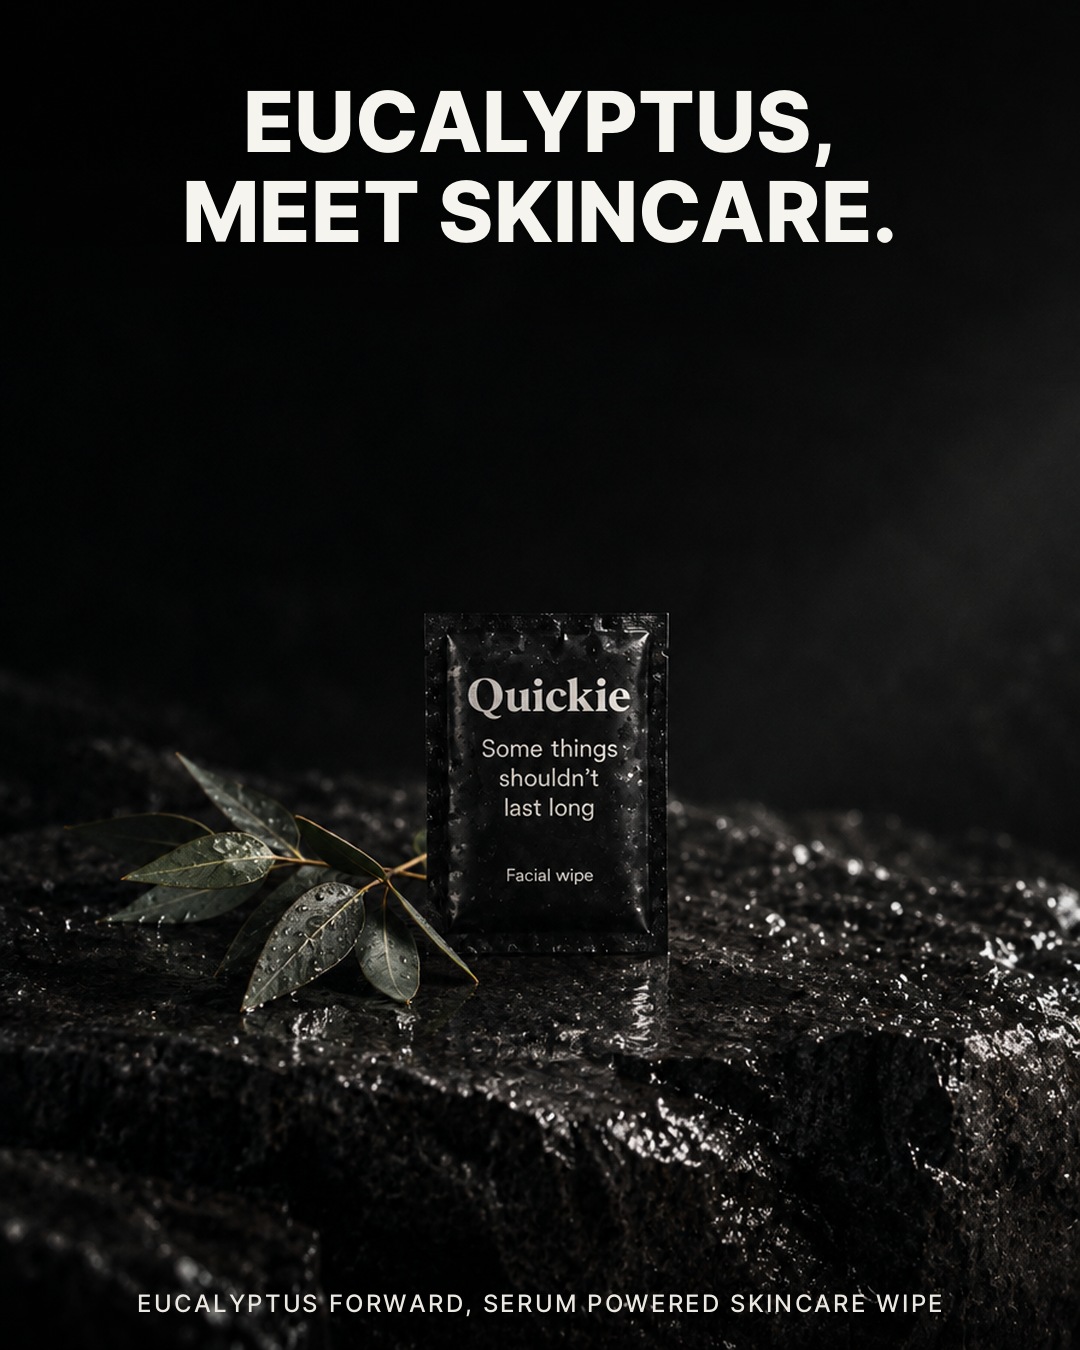 EUCALYPTUS,
MEET SKINCARE.
Quickie
Some things
shouldn’t
last long
Facial wipe
EUCALYPTUS FORWARD, SERUM POWERED SKINCARE WIPE